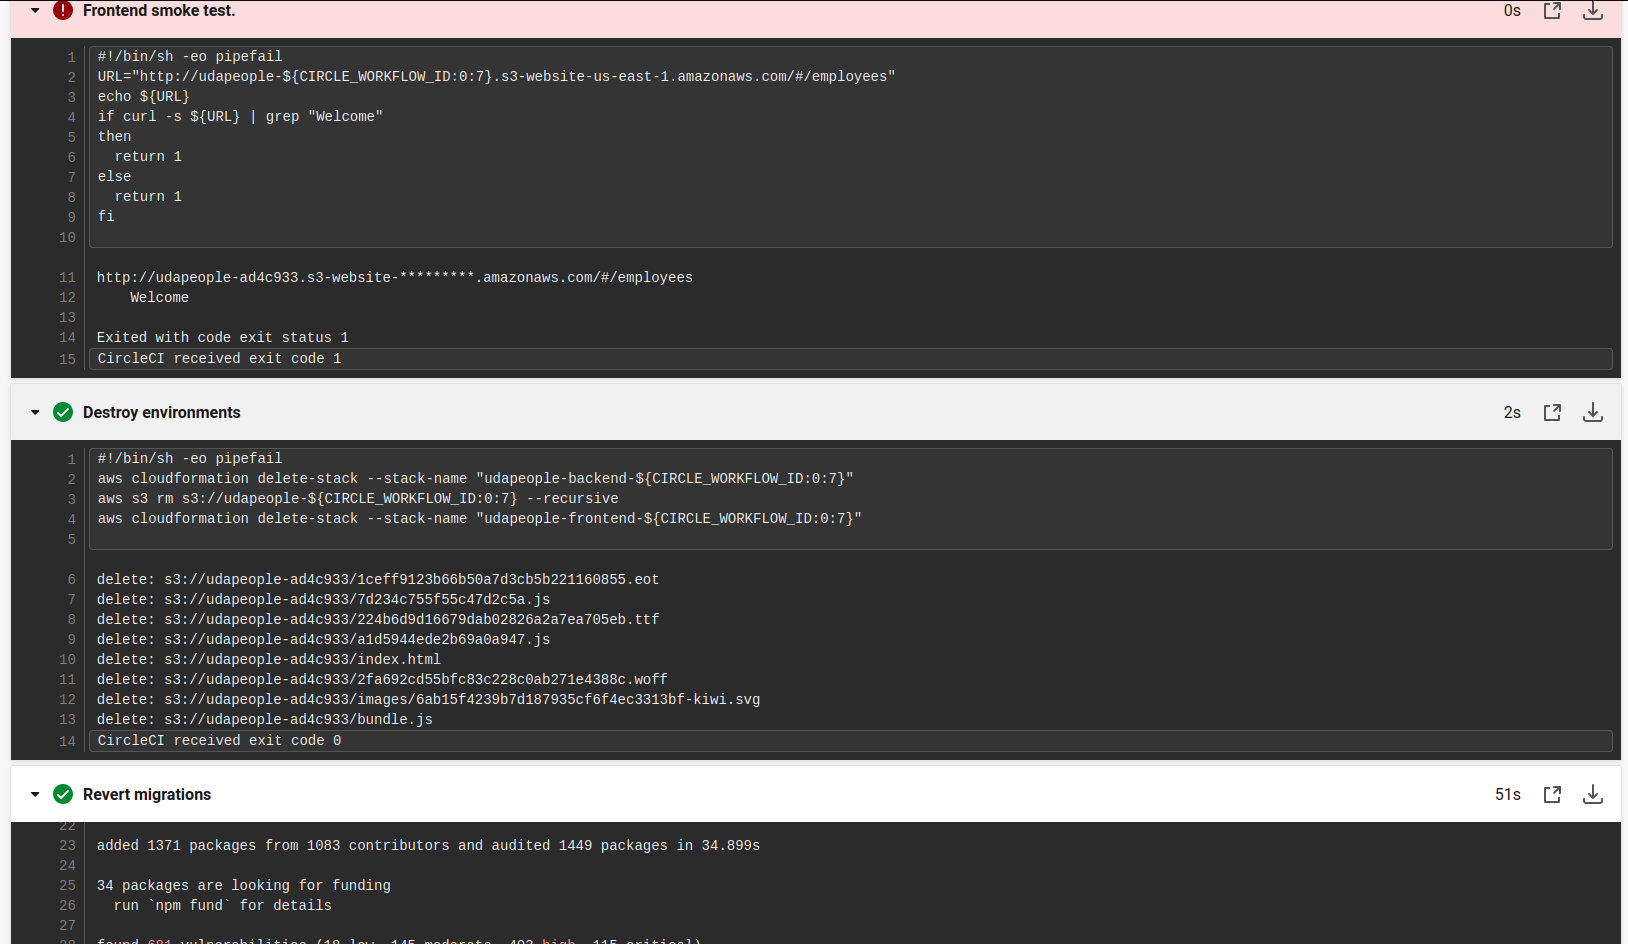 Frontend smoke test. 0s
1 #!/bin/sh -eo pipefail
2 URL="http://udapeople-${CIRCLE_WORKFLOW_ID:0:7}.s3-website-us-east-1.amazonaws.com/#/employees"
3 echo ${URL}
4 if curl -s ${URL} | grep "Welcome"
5 then
6 return 1
7 else
8 return 1
9 fi
10
11 http://udapeople-ad4c933.s3-website-*********.amazonaws.com/#/employees
12 Welcome
13
14 Exited with code exit status 1
15 CircleCI received exit code 1
Destroy environments 2s
1 #!/bin/sh -eo pipefail
2 aws cloudformation delete-stack --stack-name "udapeople-backend-${CIRCLE_WORKFLOW_ID:0:7}"
3 aws s3 rm s3://udapeople-${CIRCLE_WORKFLOW_ID:0:7} --recursive
4 aws cloudformation delete-stack --stack-name "udapeople-frontend-${CIRCLE_WORKFLOW_ID:0:7}"
5
6 delete: s3://udapeople-ad4c933/1ceff9123b66b50a7d3cb5b221160855.eot
7 delete: s3://udapeople-ad4c933/7d234c755f55c47d2c5a.js
8 delete: s3://udapeople-ad4c933/224b6d9d16679dab02826a2a7ea705eb.ttf
9 delete: s3://udapeople-ad4c933/a1d5944ede2b69a0a947.js
10 delete: s3://udapeople-ad4c933/index.html
11 delete: s3://udapeople-ad4c933/2fa692cd55bfc83c228c0ab271e4388c.woff
12 delete: s3://udapeople-ad4c933/images/6ab15f4239b7d187935cf6f4ec3313bf-kiwi.svg
13 delete: s3://udapeople-ad4c933/bundle.js
14 CircleCI received exit code 0
Revert migrations 51s
22
23 added 1371 packages from 1083 contributors and audited 1449 packages in 34.899s
24
25 34 packages are looking for funding
26 run `npm fund` for details
27
28 found 681 vulnerabilities (18 low, 145 moderate, 403 high, 115 critical)